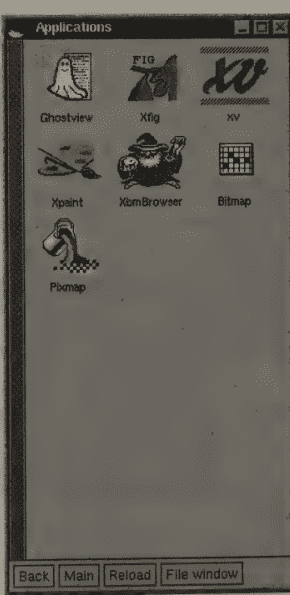 Applications
FIG
xv
Ghostview
Xfig
xv
Xpaint
XbmBrowser
Bitmap
Pixmap
Back
Main
Reload
File window